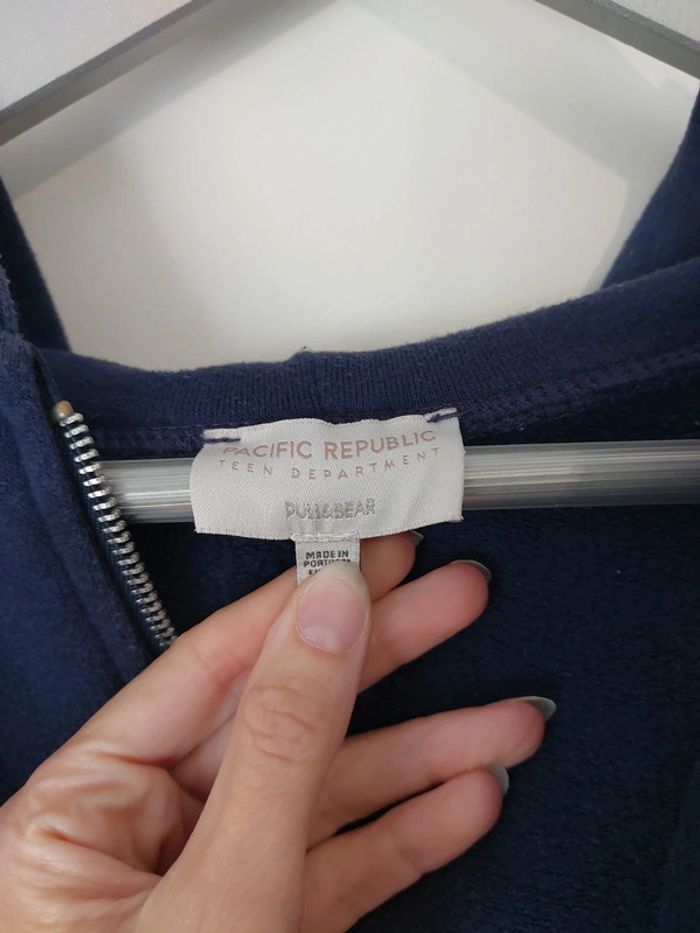 PACIFIC REPUBLIC
TEEN DEPARTMENT
PULL&BEAR
MADE IN